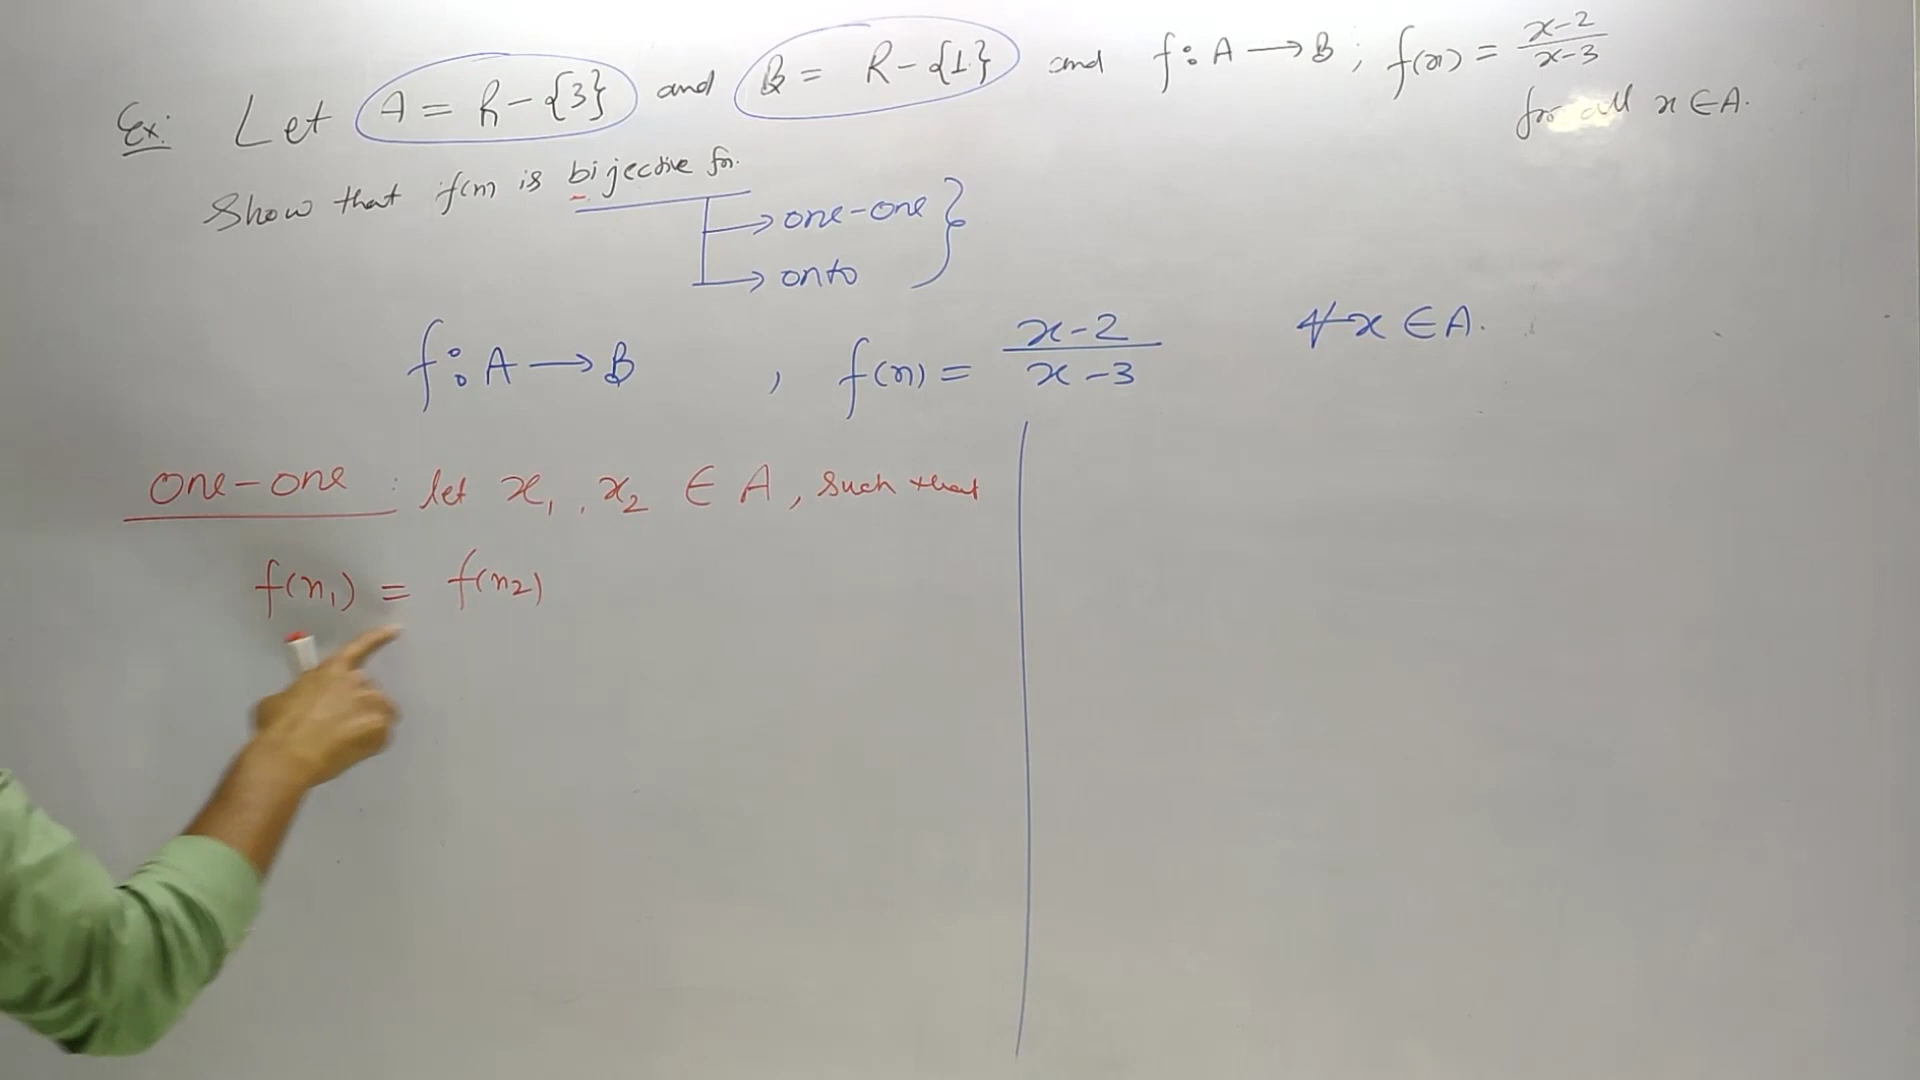 Ex: Let A = R - {3} and B = R - {1} and f: A → B ; f(x) = x-2 / x-3
for all x ∈ A.
Show that f(x) is bijective fn.
→ one-one
→ onto
f: A → B , f(x) = x-2 / x-3 ∀ x ∈ A.
one-one : let x₁, x₂ ∈ A, such that
f(x₁) = f(x₂)